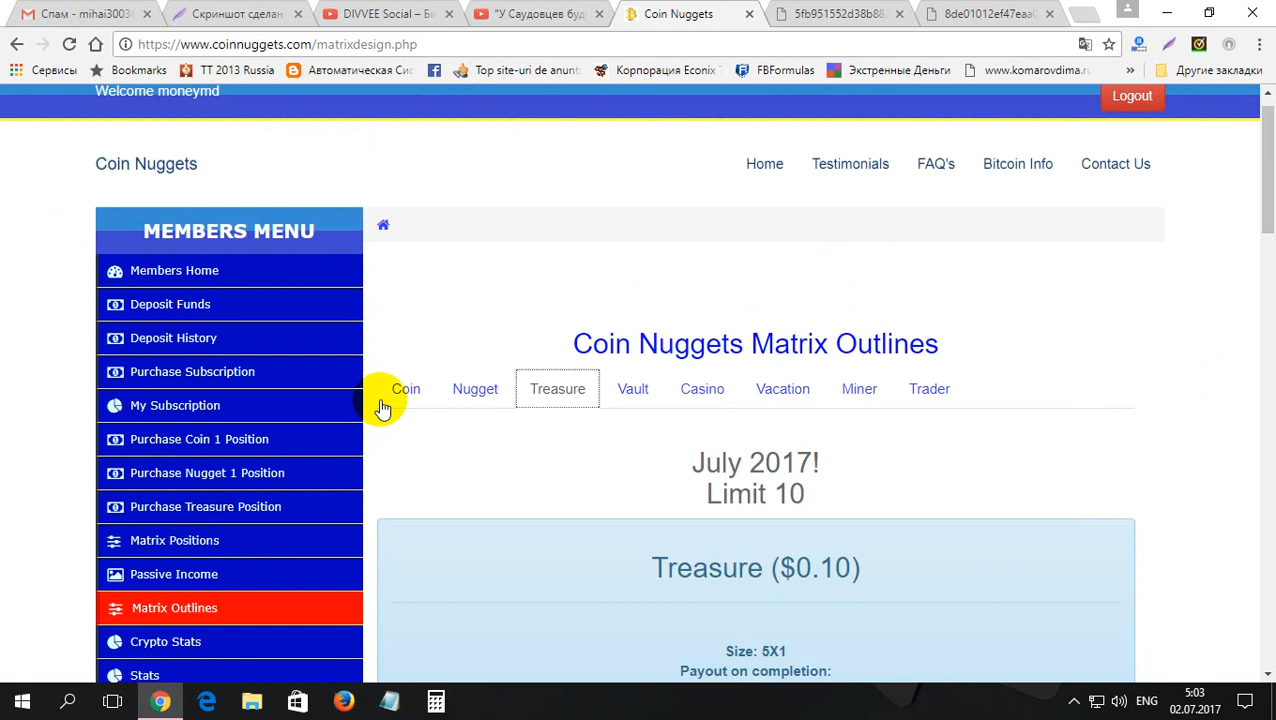 Спам - mihai3003
Скриншот сделан
DIVVEE Social – Би
"У Саудовцев буд
Coin Nuggets
5fb951552d38b88
8de01012ef47eaa0
https://www.coinnuggets.com/matrixdesign.php
Сервисы
Bookmarks
TT 2013 Russia
Автоматическая Сис
Top site-uri de anunt
Корпорация Econix T
FBFormulas
Экстренные Деньги
www.komarovdima.r
»
Другие закладки
Welcome moneymd
Logout
Coin Nuggets
Home
Testimonials
FAQ's
Bitcoin Info
Contact Us
MEMBERS MENU
Members Home
Deposit Funds
Deposit History
Purchase Subscription
My Subscription
Purchase Coin 1 Position
Purchase Nugget 1 Position
Purchase Treasure Position
Matrix Positions
Passive Income
Matrix Outlines
Crypto Stats
Stats
Coin Nuggets Matrix Outlines
Coin
Nugget
Treasure
Vault
Casino
Vacation
Miner
Trader
July 2017!
Limit 10
Treasure ($0.10)
Size: 5X1
Payout on completion:
ENG
5:03
02.07.2017